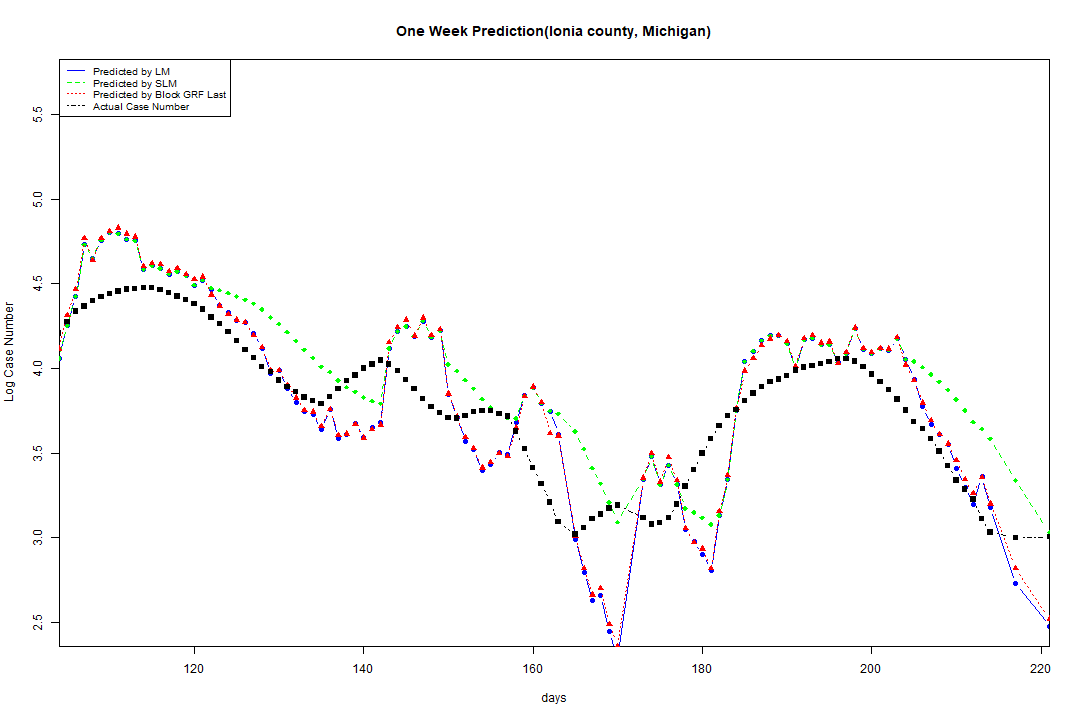 One Week Prediction(Ionia county, Michigan)
Predicted by LM
Predicted by SLM
Predicted by Block GRF Last
Actual Case Number
Log Case Number
5.5
5.0
4.5
4.0
3.5
3.0
2.5
120 140 160 180 200 220
days